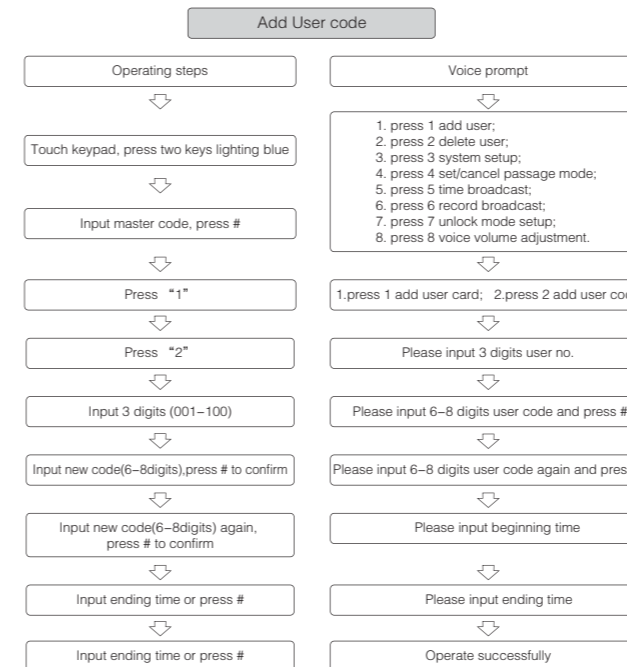 Add User code
Operating steps
Touch keypad, press two keys lighting blue
Input master code, press #
Press “1”
Press “2”
Input 3 digits (001–100)
Input new code(6–8digits),press # to confirm
Input new code(6–8digits) again,
press # to confirm
Input ending time or press #
Input ending time or press #
Voice prompt
1. press 1 add user;
2. press 2 delete user;
3. press 3 system setup;
4. press 4 set/cancel passage mode;
5. press 5 time broadcast;
6. press 6 record broadcast;
7. press 7 unlock mode setup;
8. press 8 voice volume adjustment.
1.press 1 add user card; 2.press 2 add user
Please input 3 digits user no.
Please input 6–8 digits user code and press #
Please input 6–8 digits user code again and press
Please input beginning time
Please input ending time
Operate successfully